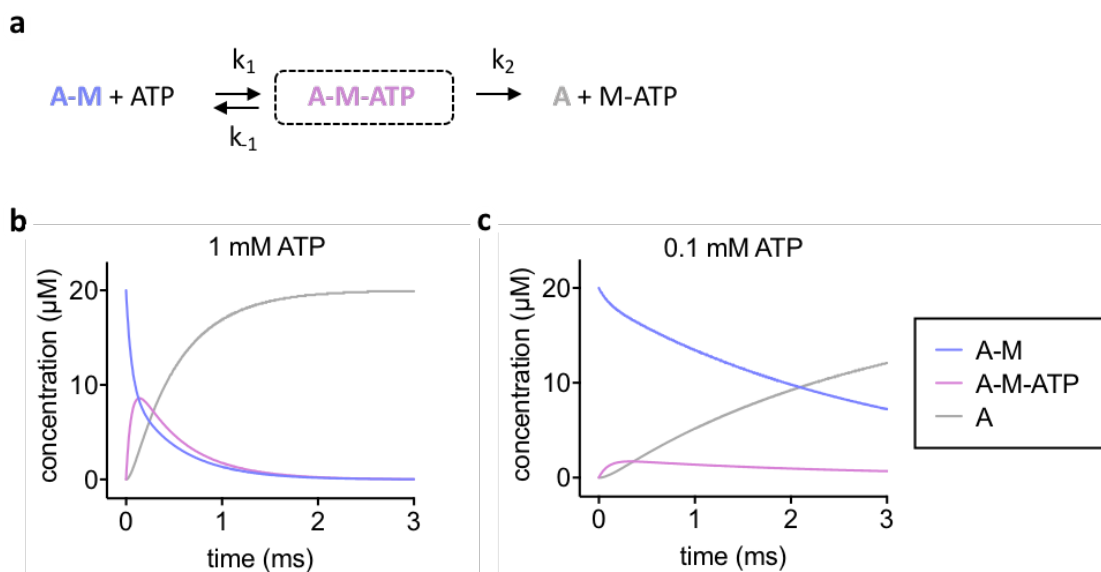 a
k1 k2
A-M + ATP A-M-ATP A + M-ATP
k-1
b c
1 mM ATP 0.1 mM ATP
concentration (µM)
20
10
0
0 1 2 3
time (ms)
concentration (µM)
20
10
0
0 1 2 3
time (ms)
A-M
A-M-ATP
A